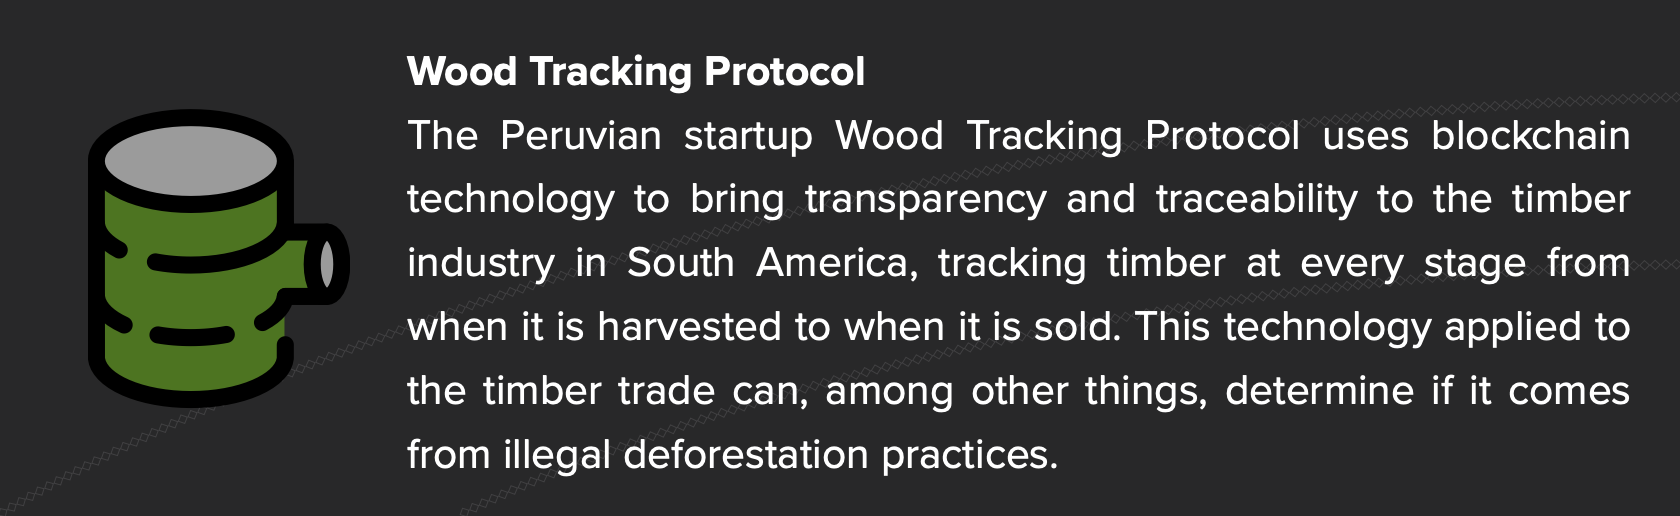 Wood Tracking Protocol
The Peruvian startup Wood Tracking Protocol uses blockchain
technology to bring transparency and traceability to the timber
industry in South America, tracking timber at every stage from
when it is harvested to when it is sold. This technology applied to
the timber trade can, among other things, determine if it comes
from illegal deforestation practices.